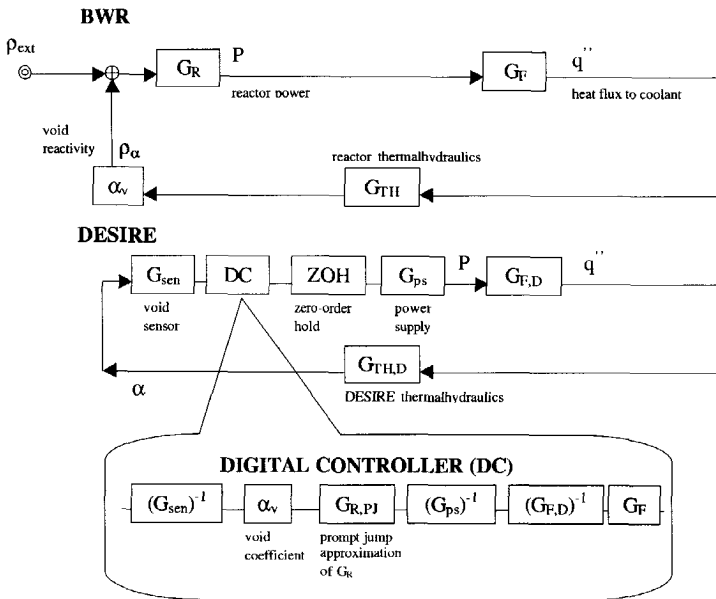 BWR
ρext
P
q''
GR
GF
reactor power
heat flux to coolant
void
reactivity
ρα
reactor thermalhydraulics
αv
GTH
DESIRE
Gsen
DC
ZOH
Gps
P
GF,D
q''
void
sensor
zero-order
hold
power
supply
GTH,D
α
DESIRE thermalhydraulics
DIGITAL CONTROLLER (DC)
(Gsen)⁻¹
αv
GR,PJ
(Gps)⁻¹
(GF,D)⁻¹
GF
void
coefficient
prompt jump
approximation
of GR